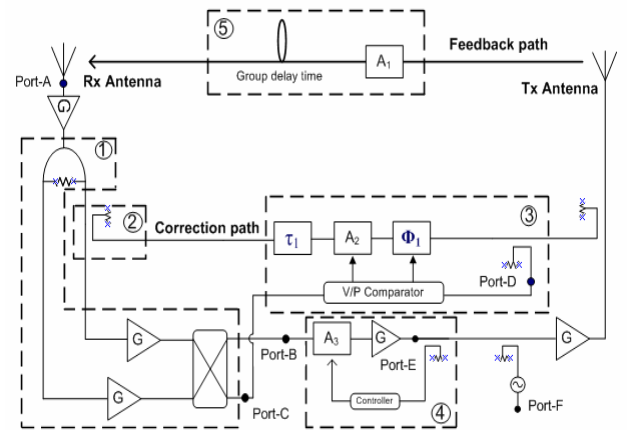 ⑤
Feedback path
A₁
Group delay time
Rx Antenna
Tx Antenna
Port-A
G
①
②
③
Correction path
τ₁
A₂
Φ₁
V/P Comparator
Port-D
G
G
Port-B
Port-C
A₃
G
Port-E
G
Controller
④
Port-F